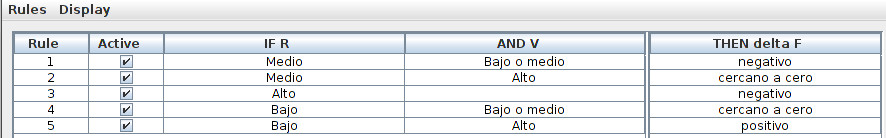 Rules Display
Rule Active IF R AND V THEN delta F
1 Medio Bajo o medio negativo
2 Medio Alto cercano a cero
3 Alto negativo
4 Bajo Bajo o medio cercano a cero
5 Bajo Alto positivo